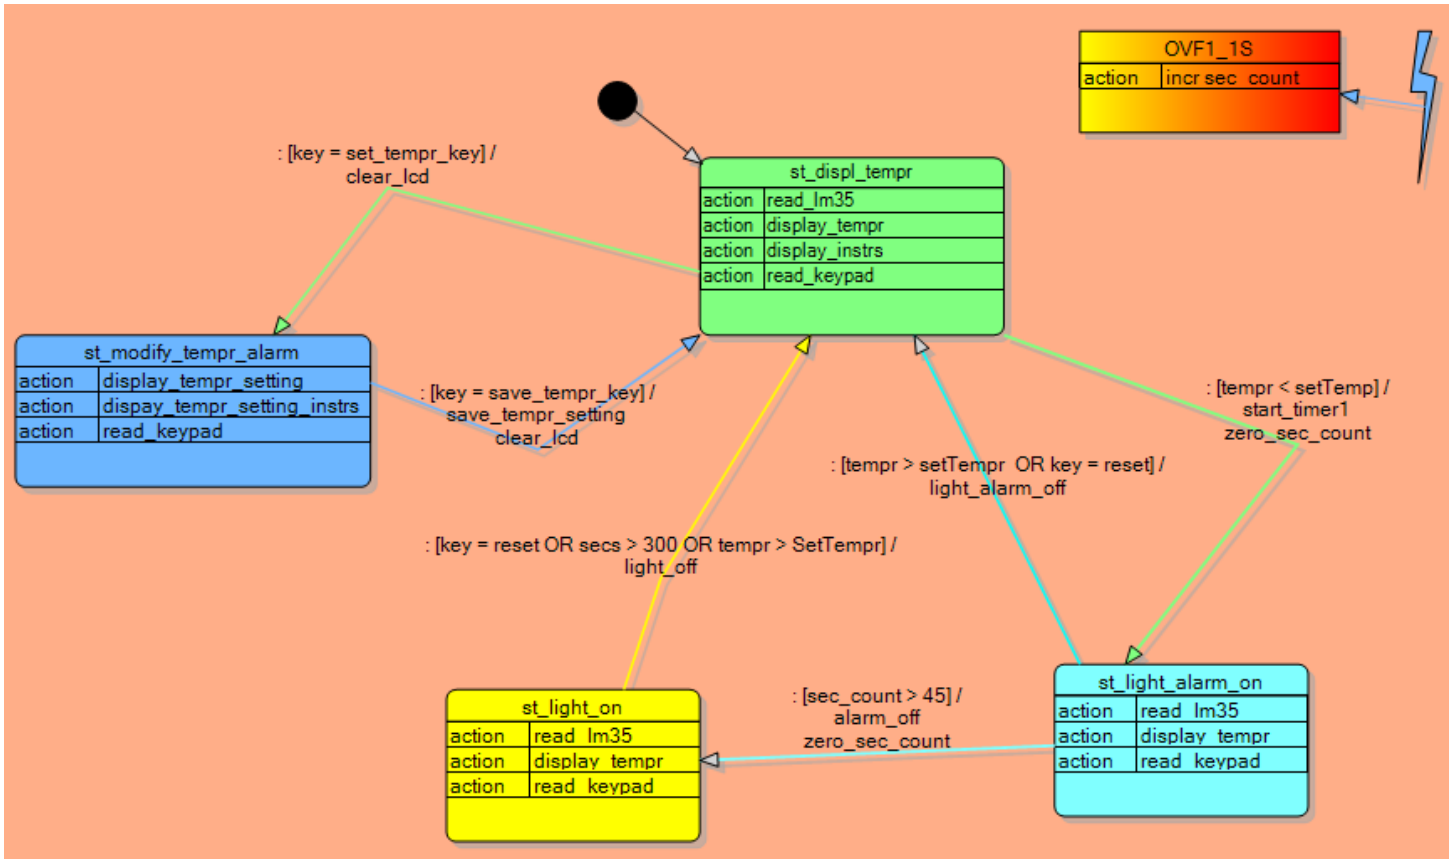 OVF1_1S
action incr sec_count
: [key = set_tempr_key] /
clear_lcd
st_displ_tempr
action read_lm35
action display_tempr
action display_instrs
action read_keypad
st_modify_tempr_alarm
action display_tempr_setting
action dispay_tempr_setting_instrs
action read_keypad
: [key = save_tempr_key] /
save_tempr_setting
clear_lcd
: [tempr < setTemp] /
start_timer1
zero_sec_count
: [tempr > setTempr OR key = reset] /
light_alarm_off
: [key = reset OR secs > 300 OR tempr > SetTempr] /
light_off
: [sec_count > 45] /
alarm_off
zero_sec_count
st_light_on
action read_lm35
action display_tempr
action read_keypad
st_light_alarm_on
action read_lm35
action display_tempr
action read_keypad